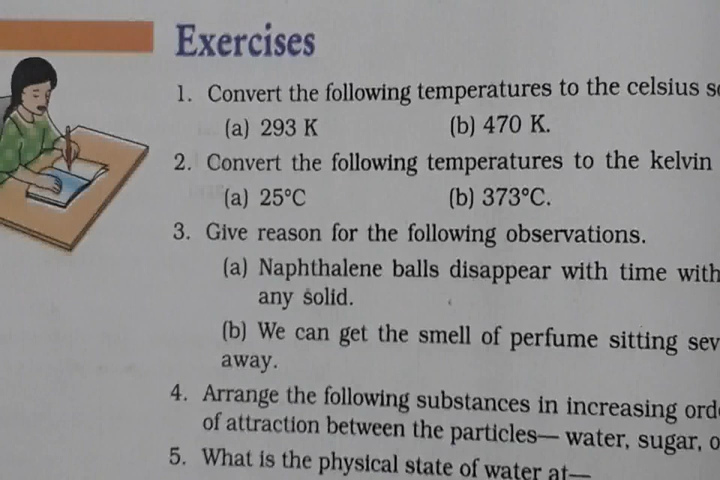 Exercises
1. Convert the following temperatures to the celsius
(a) 293 K (b) 470 K.
2. Convert the following temperatures to the kelvin
(a) 25°C (b) 373°C.
3. Give reason for the following observations.
(a) Naphthalene balls disappear with time
any solid.
(b) We can get the smell of perfume sitting
away.
4. Arrange the following substances in increasing
of attraction between the particles— water, sugar,
5. What is the physical state of water at—